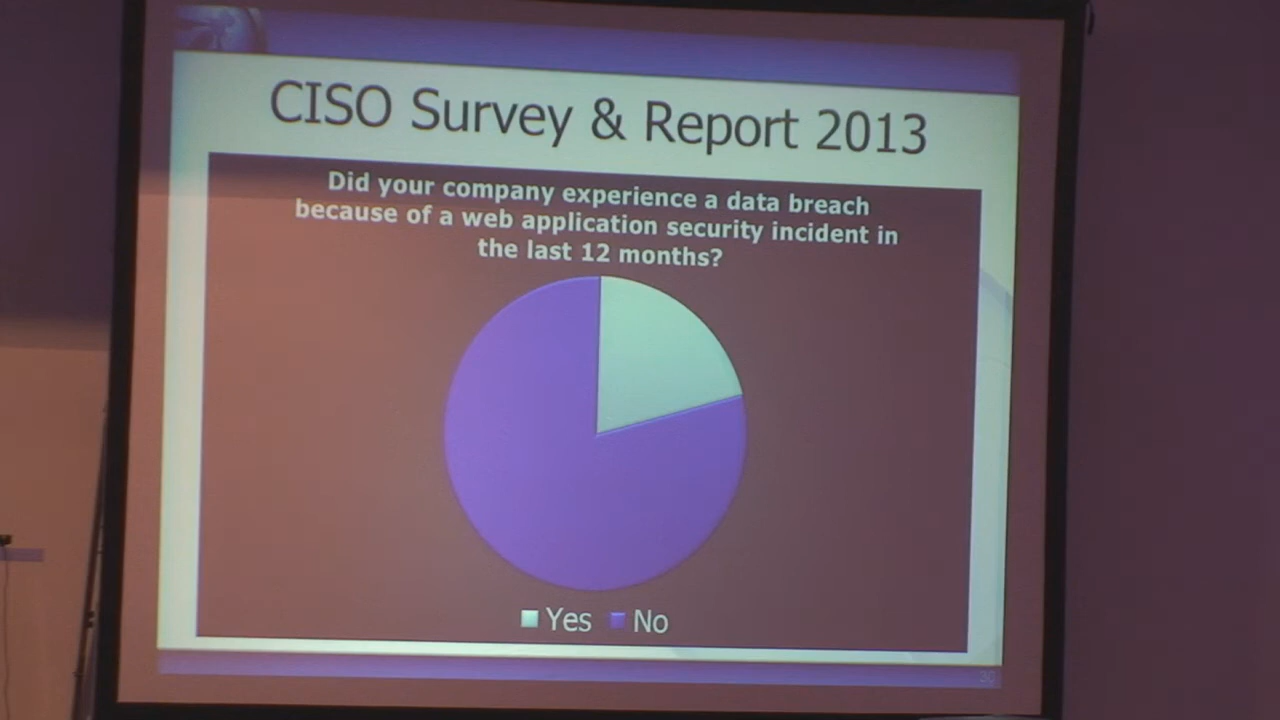 CISO Survey & Report 2013
Did your company experience a data breach
because of a web application security incident in
the last 12 months?
Yes No